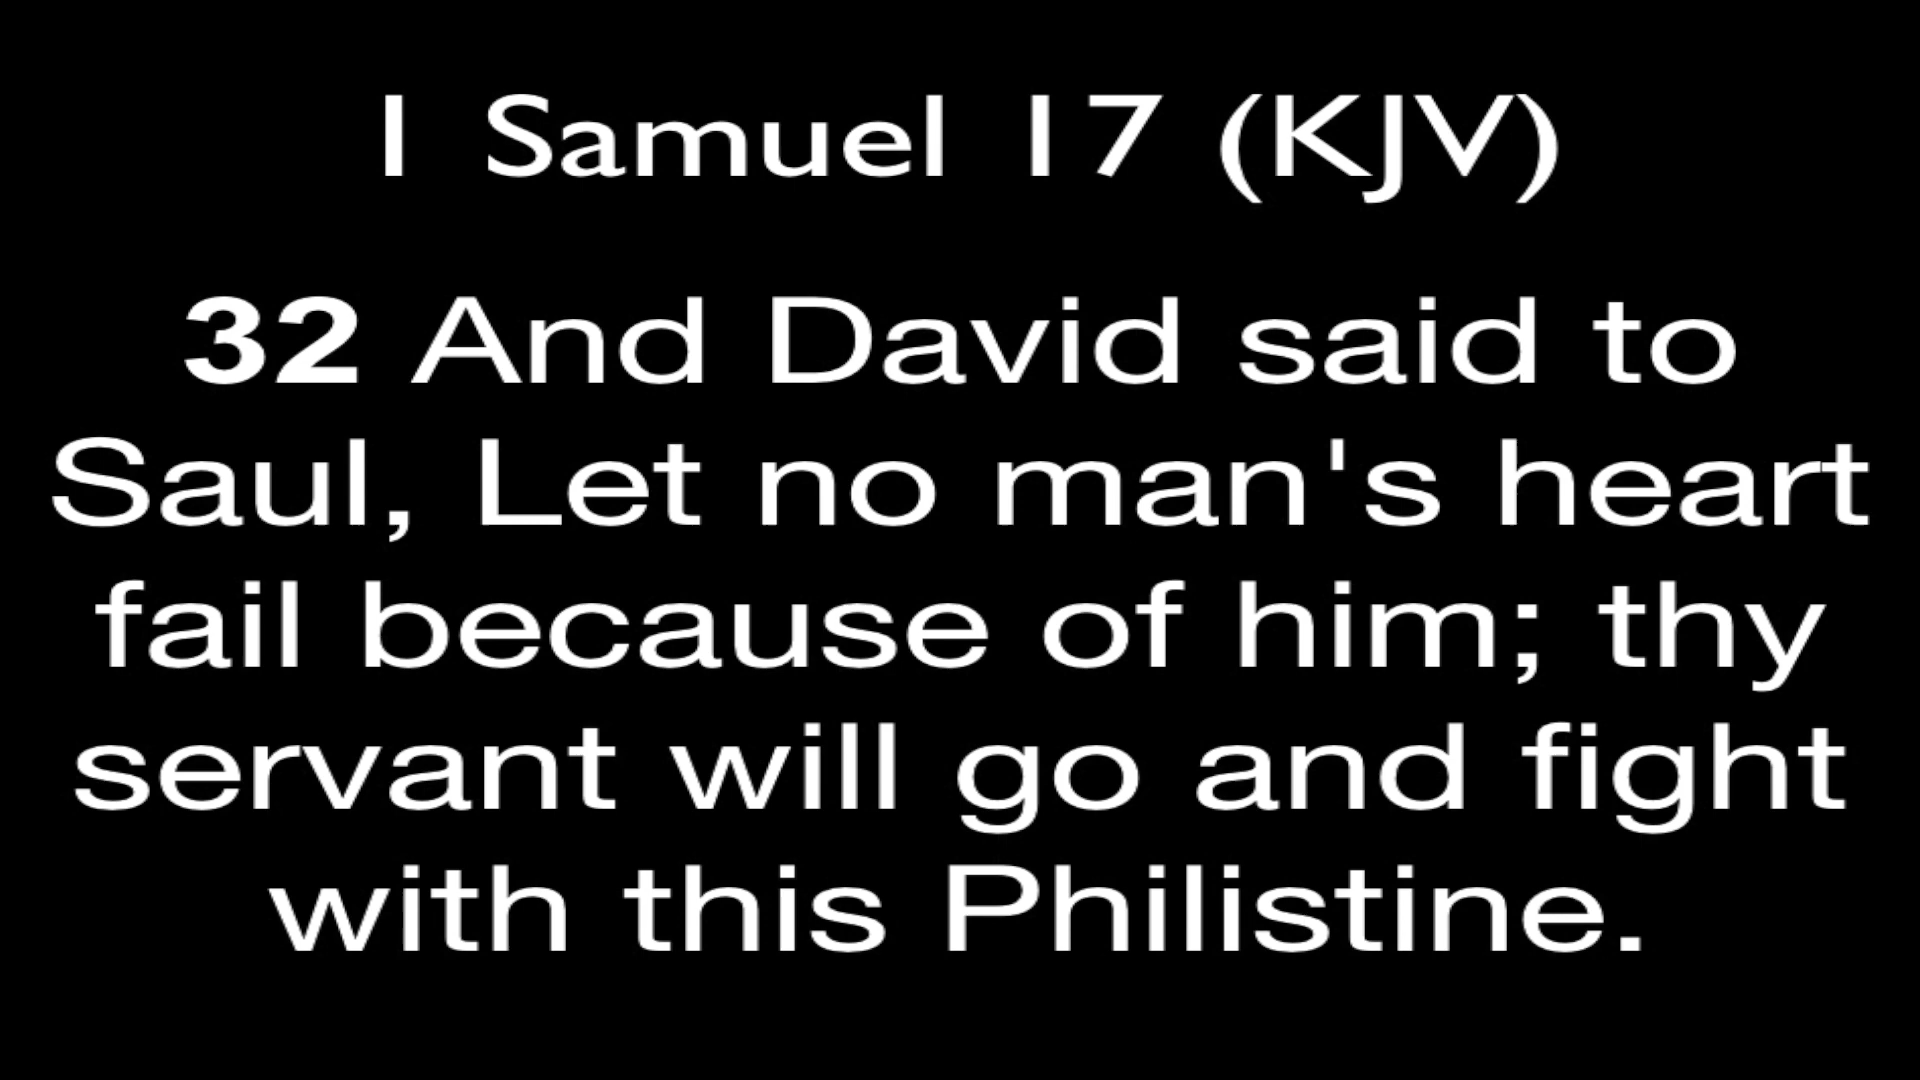 1 Samuel 17 (KJV)
32 And David said to
Saul, Let no man's heart
fail because of him; thy
servant will go and fight
with this Philistine.